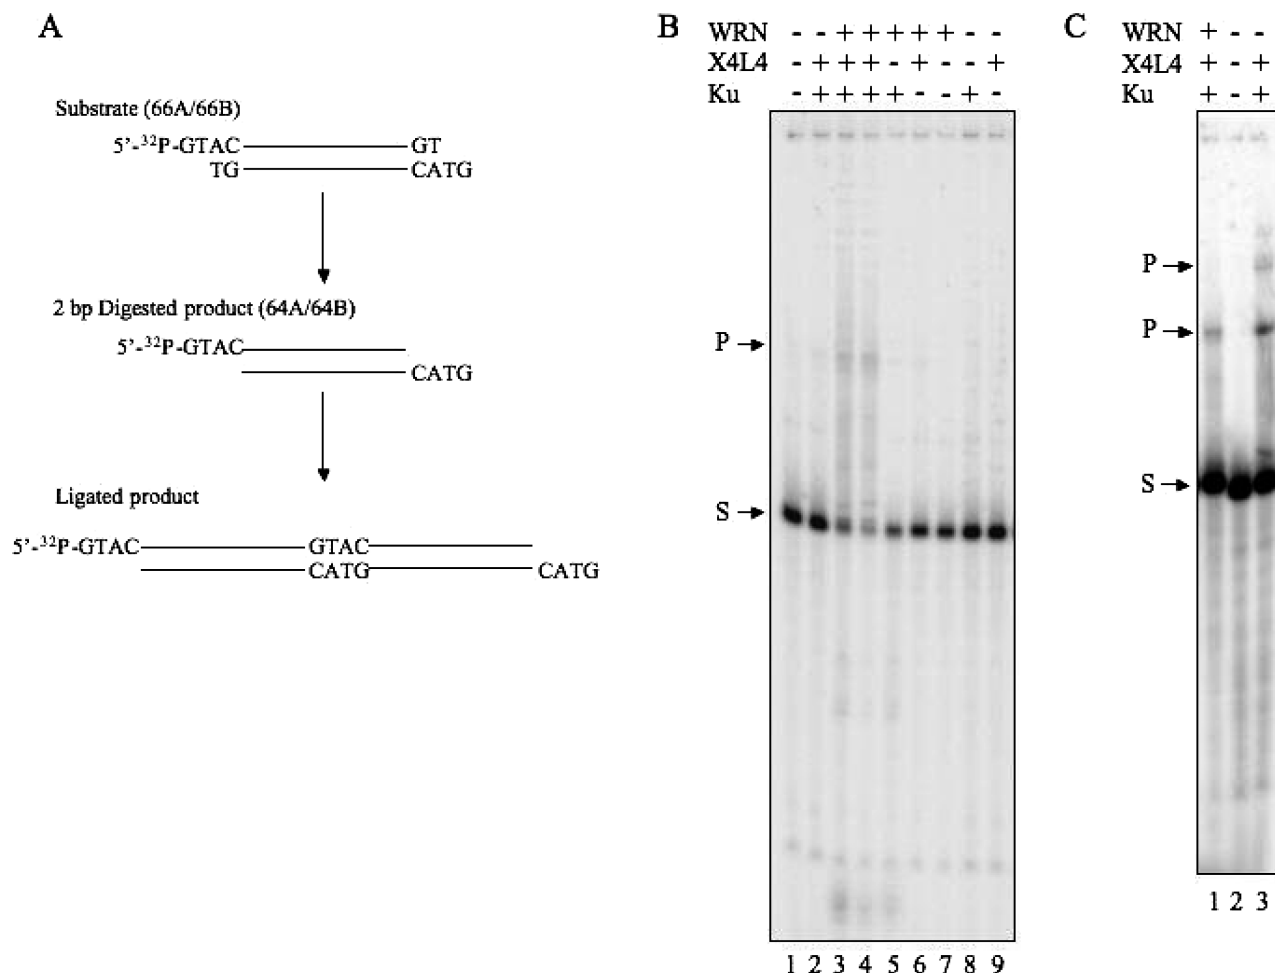 A
Substrate (66A/66B)
5'-32P-GTAC GT
TG CATG
2 bp Digested product (64A/64B)
5'-32P-GTAC
CATG
Ligated product
5'-32P-GTAC GTAC
CATG CATG
B
WRN - - + + + + + - -
X4L4 - + + + - + - - +
Ku - + + + + - - + -
P
S
1 2 3 4 5 6 7 8 9
C
WRN + - -
X4L4 + - +
Ku + - +
P
P
S
1 2 3